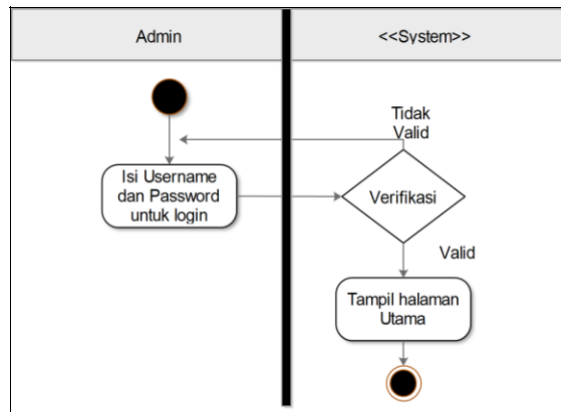 Admin
<<System>>
Tidak
Valid
Isi Username
dan Password
untuk login
Verifikasi
Valid
Tampil halaman
Utama